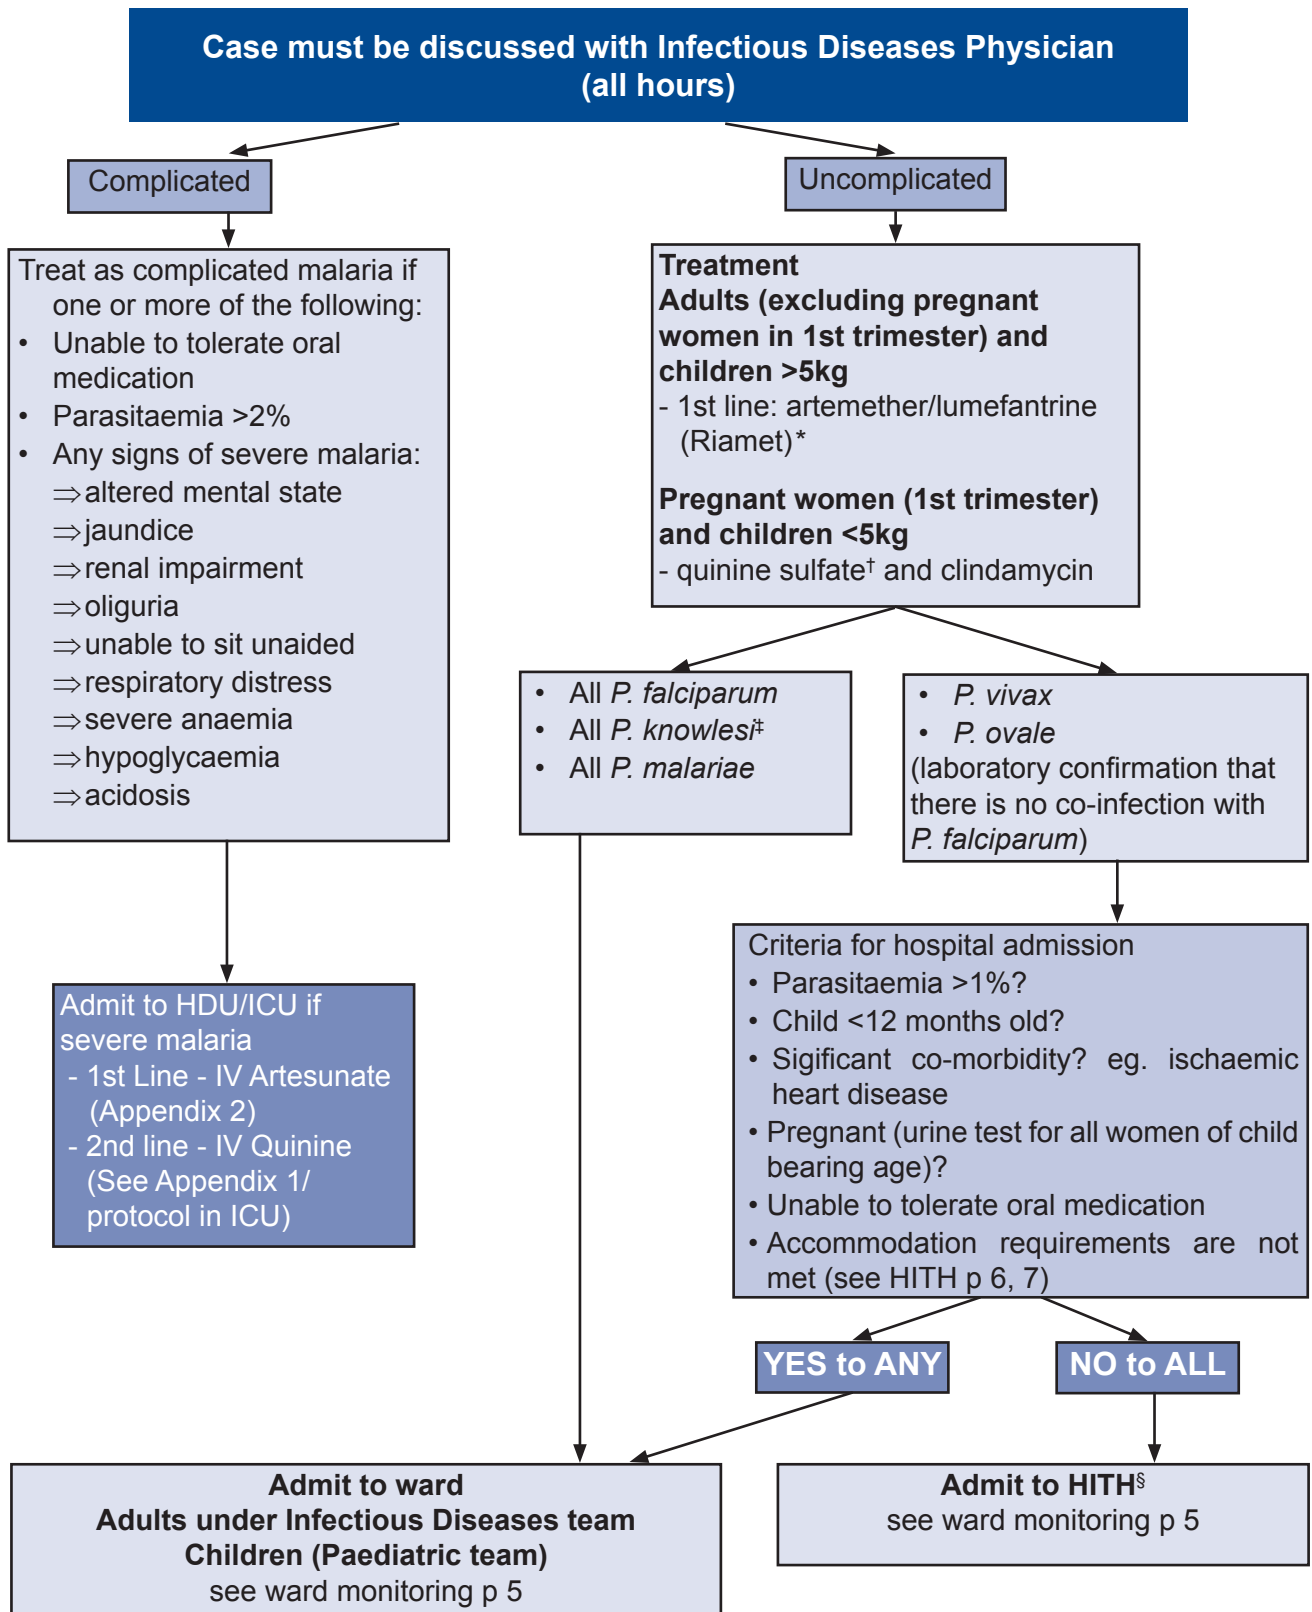 Case must be discussed with Infectious Diseases Physician
(all hours)
Complicated
Uncomplicated
Treat as complicated malaria if
one or more of the following:
• Unable to tolerate oral
medication
• Parasitaemia >2%
• Any signs of severe malaria:
⇒altered mental state
⇒jaundice
⇒renal impairment
⇒oliguria
⇒unable to sit unaided
⇒respiratory distress
⇒severe anaemia
⇒hypoglycaemia
⇒acidosis
Treatment
Adults (excluding pregnant
women in 1st trimester) and
children >5kg
- 1st line: artemether/lumefantrine
(Riamet)*
Pregnant women (1st trimester)
and children <5kg
- quinine sulfate† and clindamycin
• All P. falciparum
• All P. knowlesi‡
• All P. malariae
• P. vivax
• P. ovale
(laboratory confirmation that
there is no co-infection with
P. falciparum)
Admit to HDU/ICU if
severe malaria
- 1st Line - IV Artesunate
(Appendix 2)
- 2nd line - IV Quinine
(See Appendix 1/
protocol in ICU)
Criteria for hospital admission
• Parasitaemia >1%?
• Child <12 months old?
• Sigificant co-morbidity? eg. ischaemic
heart disease
• Pregnant (urine test for all women of child
bearing age)?
• Unable to tolerate oral medication
• Accommodation requirements are not
met (see HITH p 6, 7)
YES to ANY
NO to ALL
Admit to ward
Adults under Infectious Diseases team
Children (Paediatric team)
see ward monitoring p 5
Admit to HITH§
see ward monitoring p 5